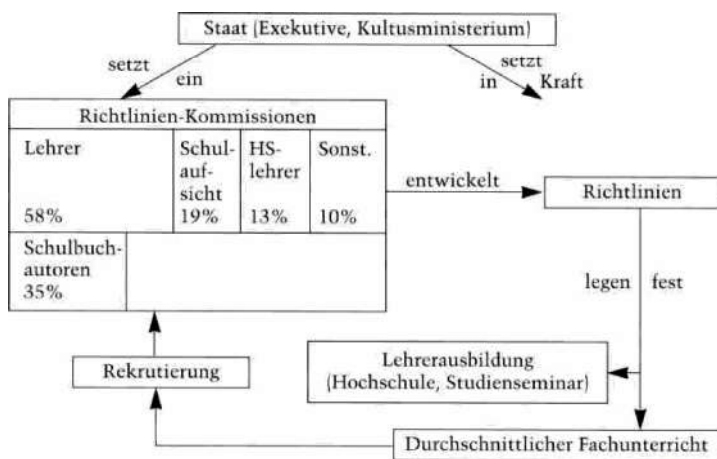 Staat (Exekutive, Kultusministerium)
setzt
ein
setzt
in Kraft
Richtlinien-Kommissionen
Lehrer
58%
Schul-
auf-
sicht
19%
HS-
lehrer
13%
Sonst.
10%
Schulbuch-
autoren
35%
entwickelt
Richtlinien
legen fest
Lehrerausbildung
(Hochschule, Studienseminar)
Rekrutierung
Durchschnittlicher Fachunterricht